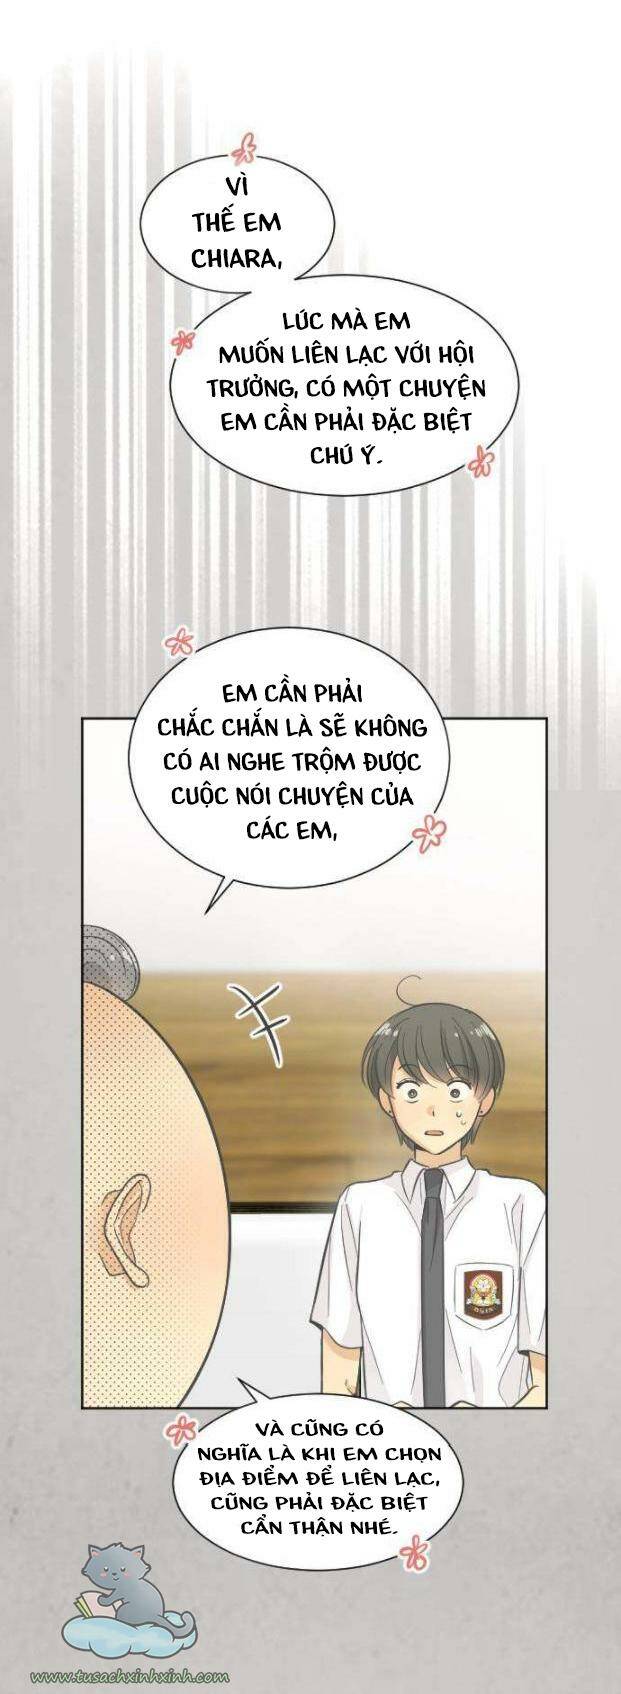 VÌ
THẾ EM
CHIARA,
LÚC MÀ EM
MUỐN LIÊN LẠC VỚI HỘI
TRƯỞNG, CÓ MỘT CHUYỆN
EM CẦN PHẢI ĐẶC BIỆT
CHÚ Ý.
EM CẦN PHẢI
CHẮC CHẮN LÀ SẼ KHÔNG
CÓ AI NGHE TRỘM ĐƯỢC
CUỘC NÓI CHUYỆN CỦA
CÁC EM,
VÀ CŨNG CÓ
NGHĨA LÀ KHI EM CHỌN
ĐỊA ĐIỂM ĐỂ LIÊN LẠC,
CŨNG PHẢI ĐẶC BIỆT
CẨN THẬN NHÉ.
www.tusachxinhxinh.com